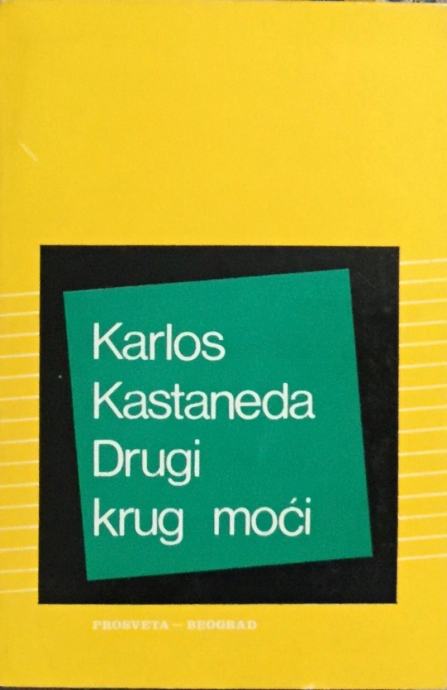 Karlos
Kastaneda
Drugi
krug moći
PROSVETA — BEOGRAD